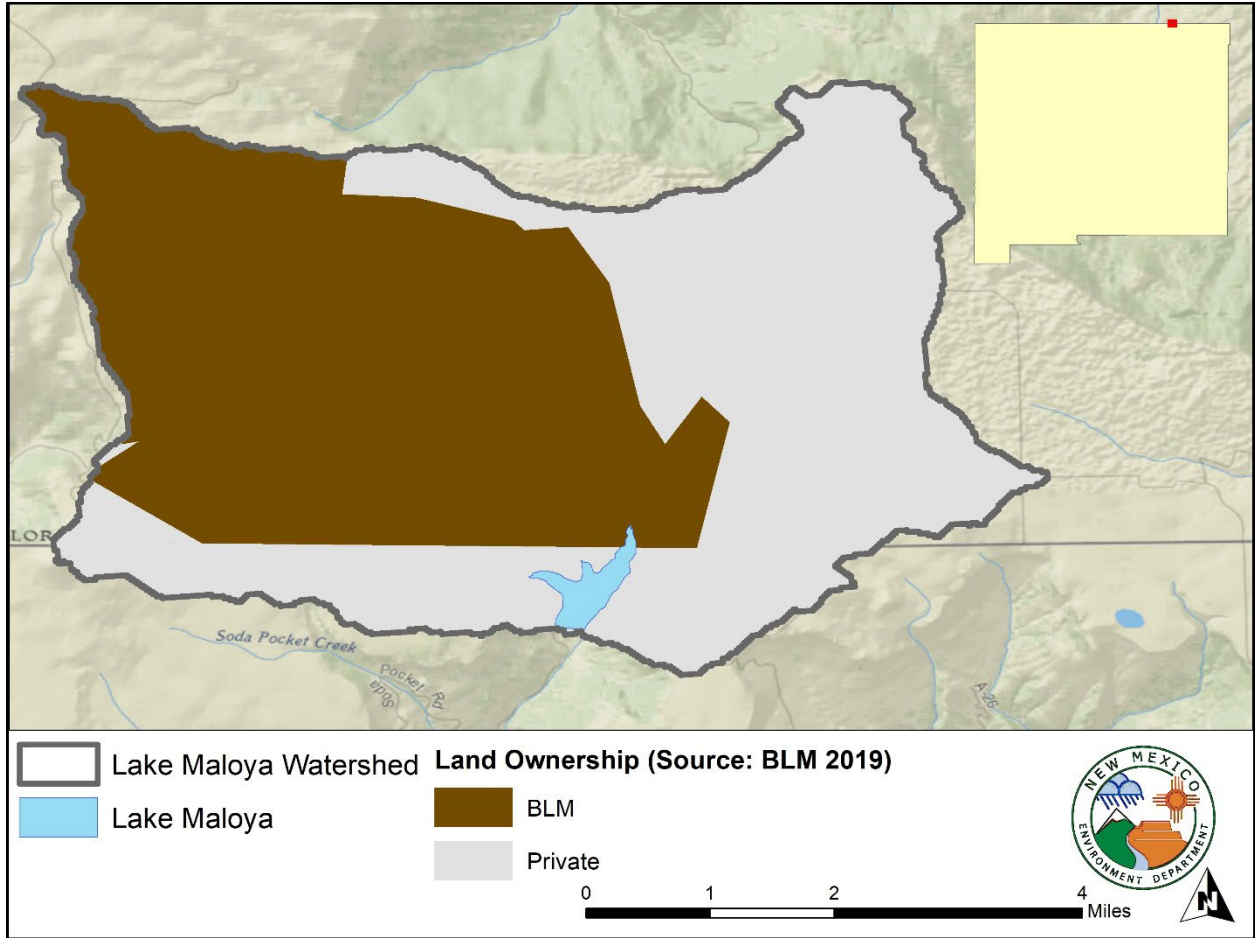 LOR
Soda Pocket Creek
Soda
Pocket Rd
A-26
Lake Maloya Watershed
Lake Maloya
Land Ownership (Source: BLM 2019)
BLM
Private
0 1 2 4
Miles
NEW MEXICO
ENVIRONMENT DEPARTMENT
N